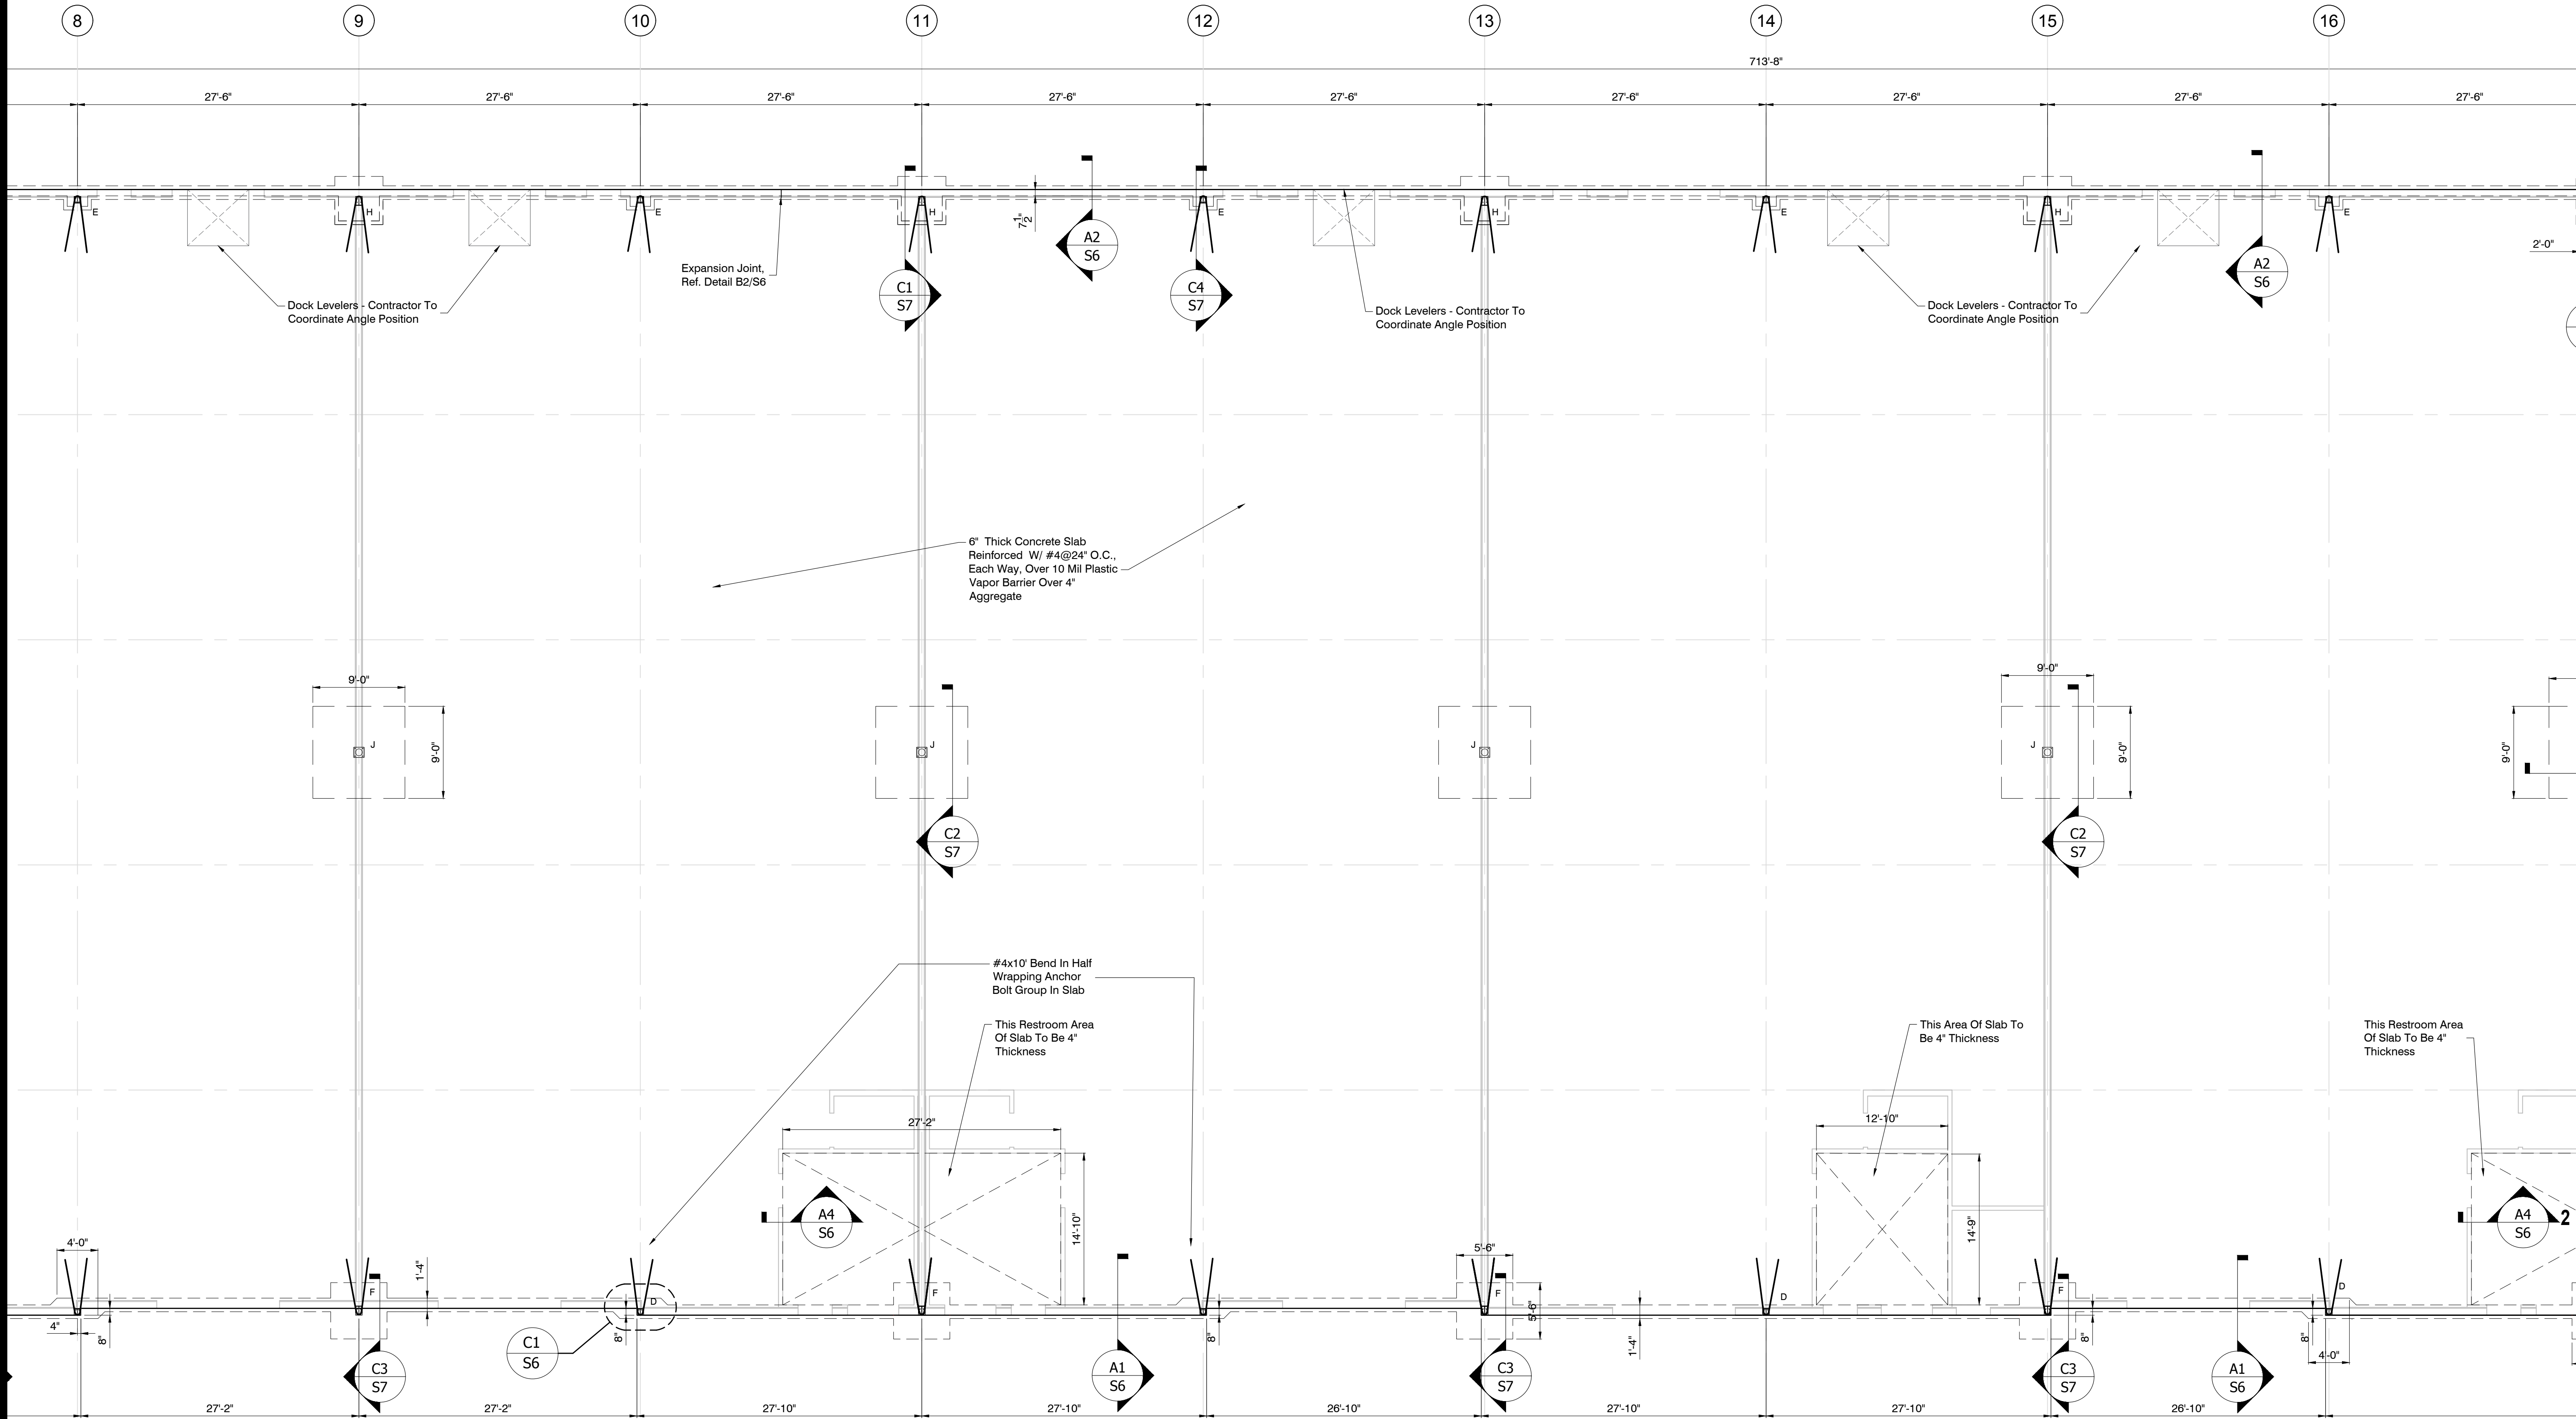 8
9
10
11
12
13
14
15
16
713'-8"
27'-6"
27'-6"
27'-6"
27'-6"
27'-6"
27'-6"
27'-6"
27'-6"
27'-6"
E
H
E
H
E
H
E
H
E
7 1/2"
A2
S6
A2
S6
2'-0"
Expansion Joint,
Ref. Detail B2/S6
C1
S7
C4
S7
Dock Levelers - Contractor To
Coordinate Angle Position
Dock Levelers - Contractor To
Coordinate Angle Position
Dock Levelers - Contractor To
Coordinate Angle Position
6" Thick Concrete Slab
Reinforced W/ #4@24" O.C.,
Each Way, Over 10 Mil Plastic
Vapor Barrier Over 4"
Aggregate
9'-0"
9'-0"
9'-0"
9'-0"
9'-0"
J
J
J
J
C2
S7
C2
S7
#4x10' Bend In Half
Wrapping Anchor
Bolt Group In Slab
This Restroom Area
Of Slab To Be 4"
Thickness
This Area Of Slab To
Be 4" Thickness
This Restroom Area
Of Slab To Be 4"
Thickness
27'-2"
12'-10"
14'-10"
14'-9"
A4
S6
A4
S6
2
4'-0"
1'-4"
5'-6"
F
D
F
F
D
F
D
4"
8"
8"
8"
5'-6"
1'-4"
8"
8"
4'-0"
C1
S6
C3
S7
A1
S6
C3
S7
C3
S7
A1
S6
27'-2"
27'-2"
27'-10"
27'-10"
26'-10"
27'-10"
27'-10"
26'-10"